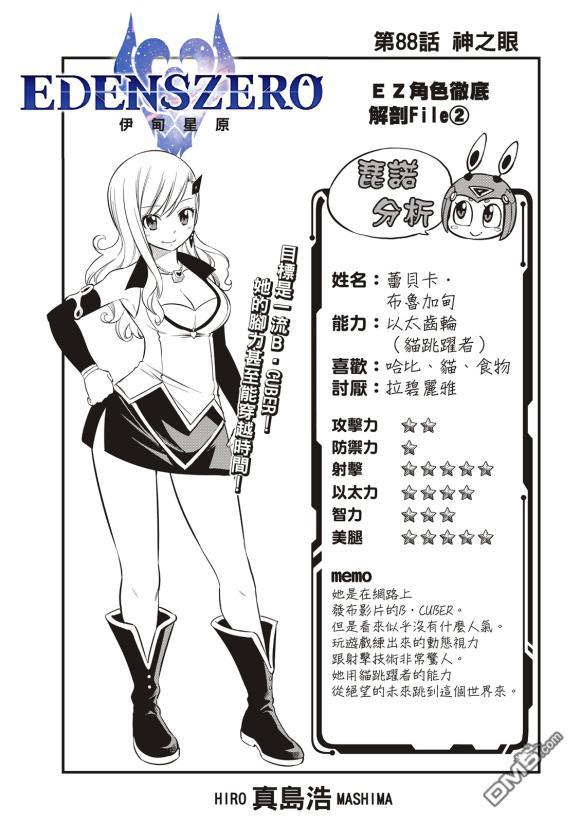 第88話 神之眼
EDENSZERO
伊甸星原
EZ角色徹底
解剖File②
琵諾
分析
目標是一流B·CUBER！
她的腳力甚至能穿越時間！
姓名：蕾貝卡·
布魯加甸
能力：以太齒輪
（貓跳躍者）
喜歡：哈比、貓、食物
討厭：拉碧麗雅
攻擊力 ☆☆
防禦力 ☆
射擊 ☆☆☆☆☆
以太力 ☆☆☆☆
智力 ☆☆☆
美腿 ☆☆☆☆☆
memo
她是在網路上
發布影片的B·CUBER。
但是看來似乎沒有什麼人氣。
玩遊戲練出來的動態視力
跟射擊技術非常驚人。
她用貓跳躍者的能力
從絕望的未來跳到這個世界來。
HIRO 真島浩 MASHIMA
DM5.com